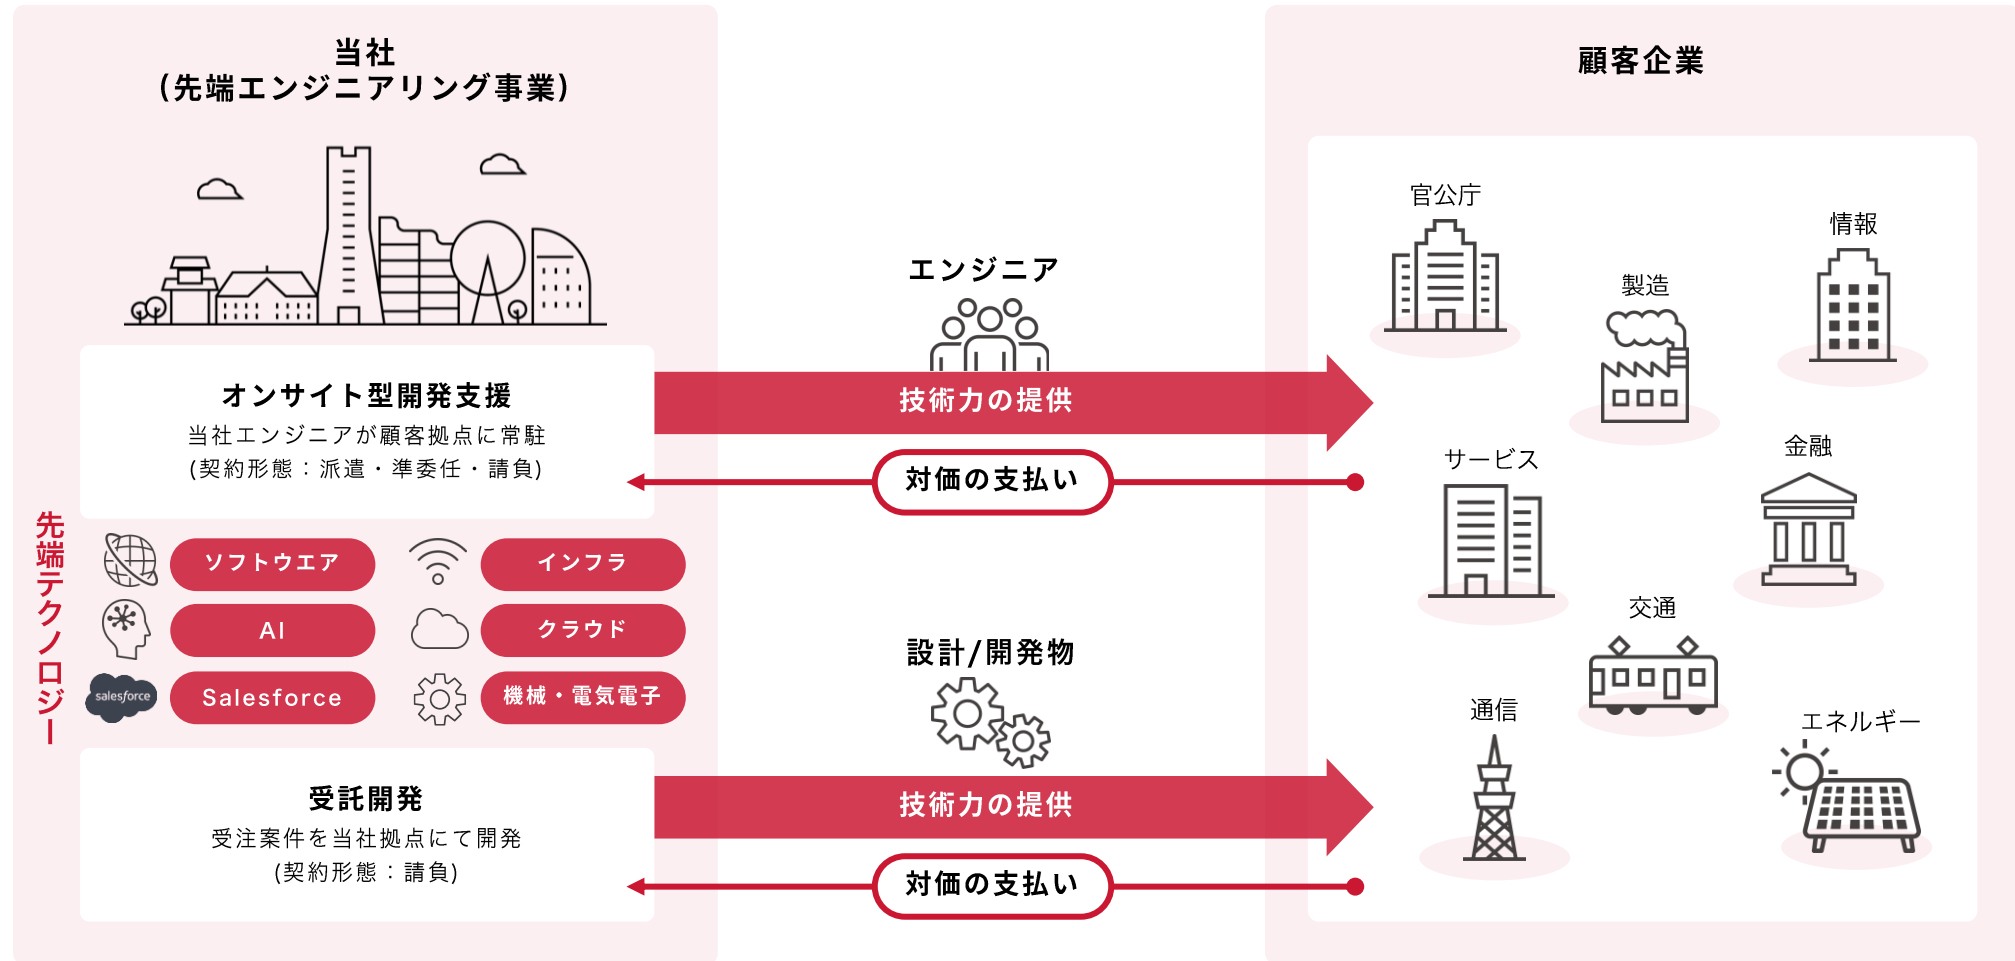 当社
(先端エンジニアリング事業)
オンサイト型開発支援
当社エンジニアが顧客拠点に常駐
(契約形態：派遣・準委任・請負)
先端テクノロジー
ソフトウエア
インフラ
AI
クラウド
salesforce
Salesforce
機械・電気電子
受託開発
受注案件を当社拠点にて開発
(契約形態：請負)
エンジニア
技術力の提供
対価の支払い
設計/開発物
技術力の提供
対価の支払い
顧客企業
官公庁
情報
製造
サービス
金融
交通
通信
エネルギー